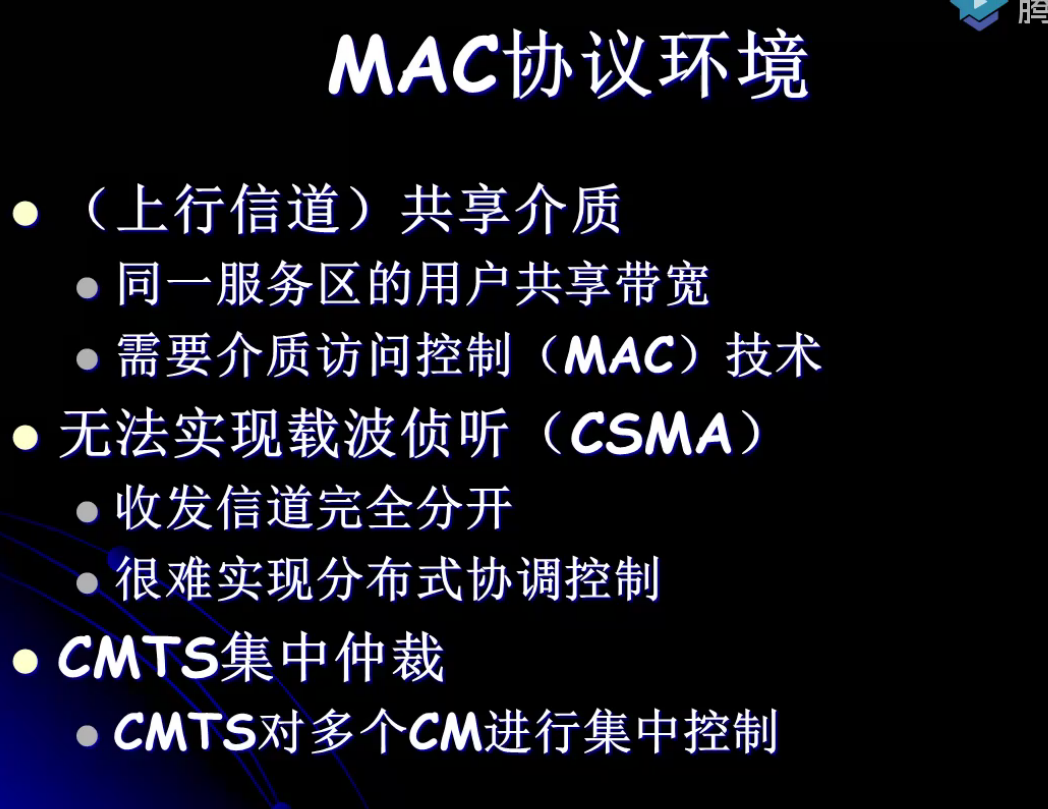 腾
MAC协议环境
（上行信道）共享介质
同一服务区的用户共享带宽
需要介质访问控制（MAC）技术
无法实现载波侦听（CSMA）
收发信道完全分开
很难实现分布式协调控制
CMTS集中仲裁
CMTS对多个CM进行集中控制